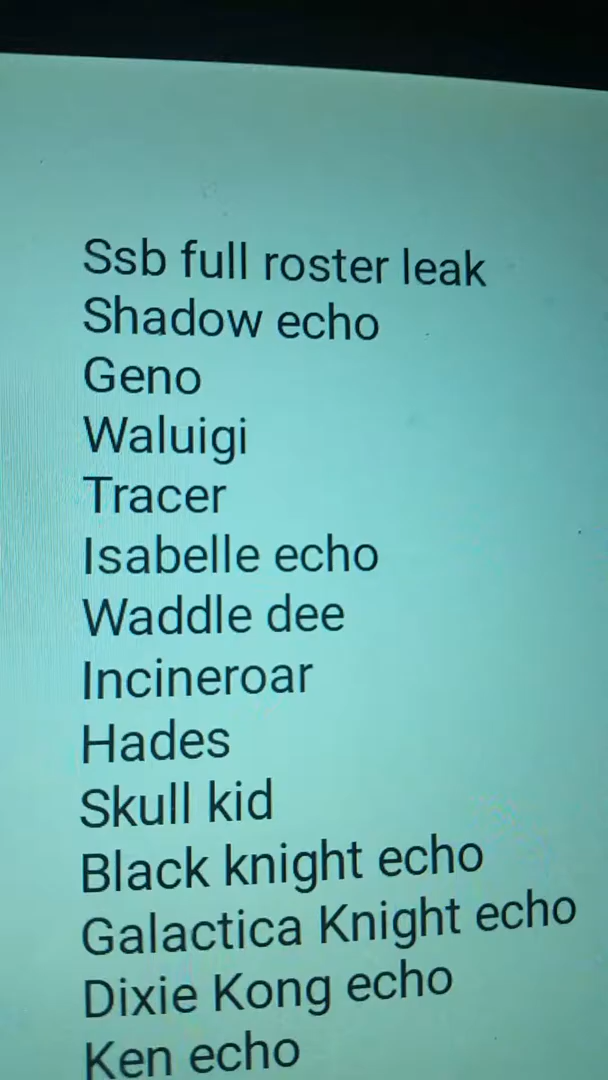 Ssb full roster leak
Shadow echo
Geno
Waluigi
Tracer
Isabelle echo
Waddle dee
Incineroar
Hades
Skull kid
Black knight echo
Galactica Knight echo
Dixie Kong echo
Ken echo